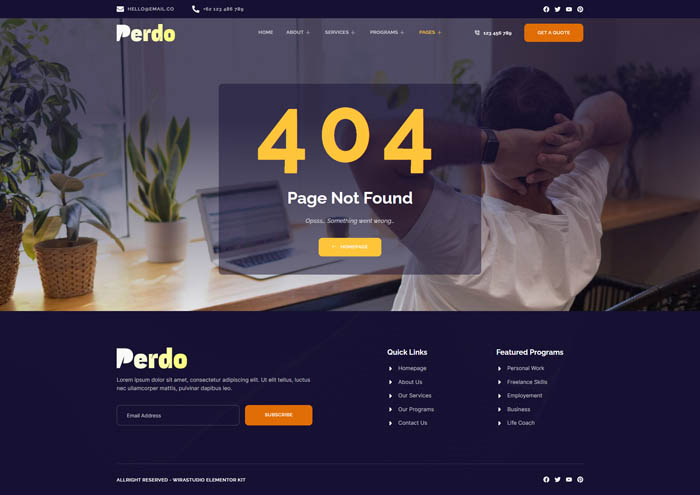 HELLO@EMAIL.CO
+62 123 486 789
Perdo
HOME
ABOUT +
SERVICES +
PROGRAMS +
PAGES +
123 456 789
GET A QUOTE
404
Page Not Found
Opsss.. Something went wrong..
HOMEPAGE
Perdo
Lorem ipsum dolor sit amet, consectetur adipiscing elit. Ut elit tellus, luctus
nec ullamcorper mattis, pulvinar dapibus leo.
Email Address
SUBSCRIBE
Quick Links
Homepage
About Us
Our Services
Our Programs
Contact Us
Featured Programs
Personal Work
Freelance Skills
Employement
Business
Life Coach
ALLRIGHT RESERVED - WIRASTUDIO ELEMENTOR KIT